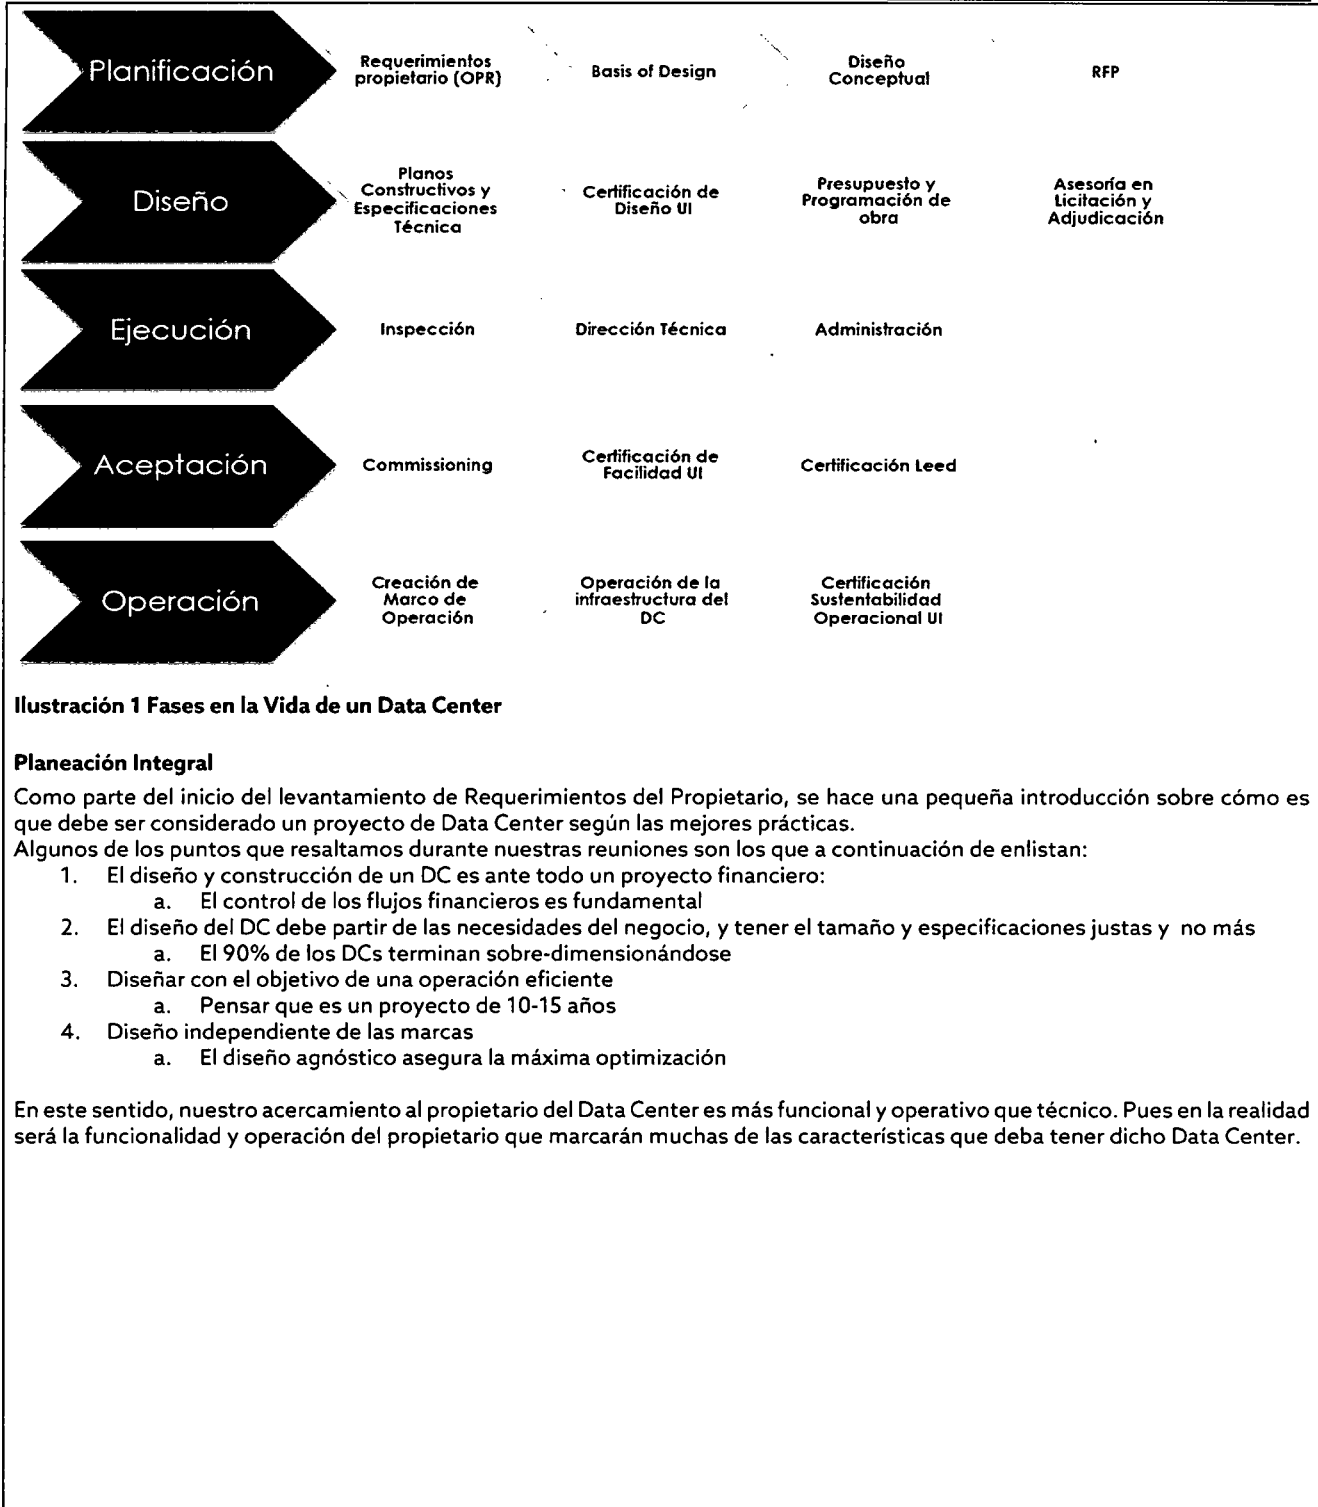 Planificación
Requerimientos
propietario (OPR)
Basis of Design
Diseño
Conceptual
RFP
Diseño
Planos
Constructivos y
Especificaciones
Técnica
Certificación de
Diseño UI
Presupuesto y
Programación de
obra
Asesoría en
Licitación y
Adjudicación
Ejecución
Inspección
Dirección Técnica
Administración
Aceptación
Commissioning
Certificación de
Facilidad UI
Certificación Leed
Operación
Creación de
Marco de
Operación
Operación de la
infraestructura del
DC
Certificación
Sustentabilidad
Operacional UI
Ilustración 1 Fases en la Vida de un Data Center
Planeación Integral
Como parte del inicio del levantamiento de Requerimientos del Propietario, se hace una pequeña introducción sobre cómo es
que debe ser considerado un proyecto de Data Center según las mejores prácticas.
Algunos de los puntos que resaltamos durante nuestras reuniones son los que a continuación de enlistan:
1. El diseño y construcción de un DC es ante todo un proyecto financiero:
a. El control de los flujos financieros es fundamental
2. El diseño del DC debe partir de las necesidades del negocio, y tener el tamaño y especificaciones justas y no más
a. El 90% de los DCs terminan sobre-dimensionándose
3. Diseñar con el objetivo de una operación eficiente
a. Pensar que es un proyecto de 10-15 años
4. Diseño independiente de las marcas
a. El diseño agnóstico asegura la máxima optimización
En este sentido, nuestro acercamiento al propietario del Data Center es más funcional y operativo que técnico. Pues en la realidad
será la funcionalidad y operación del propietario que marcarán muchas de las características que deba tener dicho Data Center.